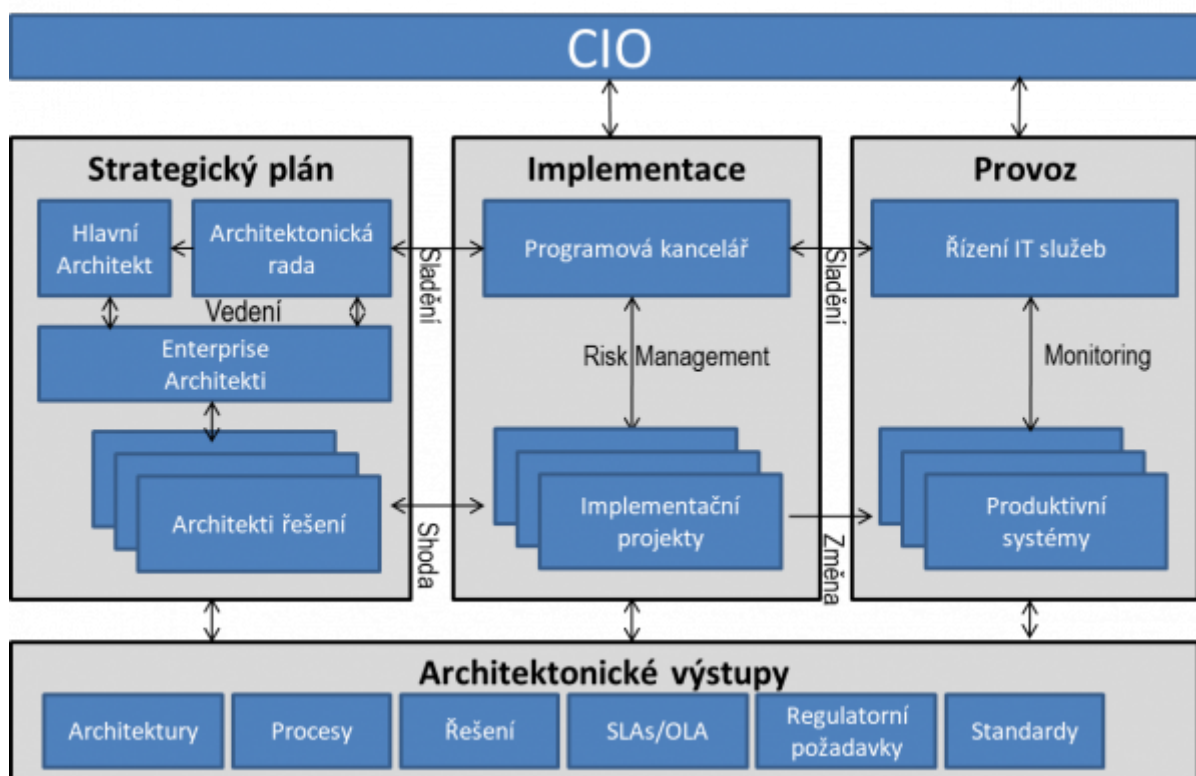 CIO
Strategický plán
Hlavní
Architekt
Architektonická
rada
Vedení
Enterprise
Architekti
Architekti řešení
Sladění
Shoda
Implementace
Programová kancelář
Risk Management
Implementační
projekty
Sladění
Změna
Provoz
Řízení IT služeb
Monitoring
Produktivní
systémy
Architektonické výstupy
Architektury
Procesy
Řešení
SLAs/OLA
Regulatorní
požadavky
Standardy